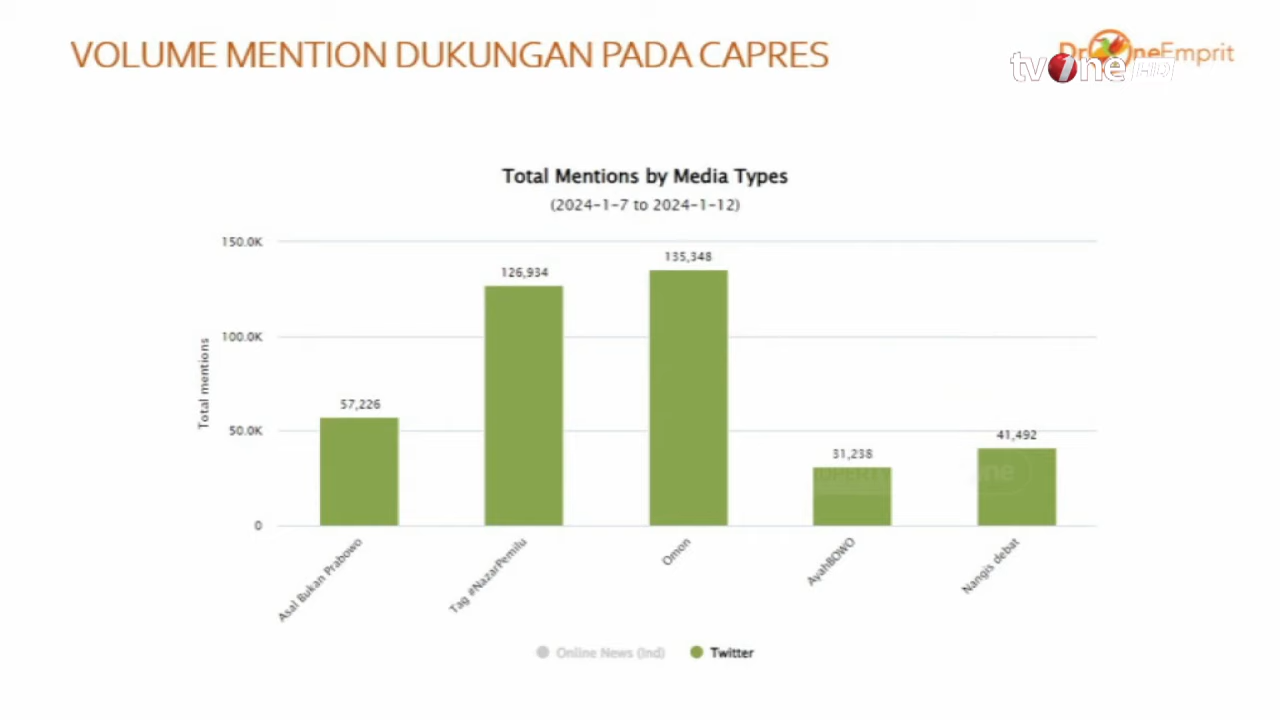 VOLUME MENTION DUKUNGAN PADA CAPRES
DroneEmprit
tvOne HD
Total Mentions by Media Types
(2024-1-7 to 2024-1-12)
150.0K
100.0K
50.0K
0
Total mentions
57,226
126,934
135,348
31,238
41,492
Asal Bukan Prabowo
Tag #NazarPemilu
Omon
AyahBOWO
Nangis debat
Online News (Ind)
Twitter